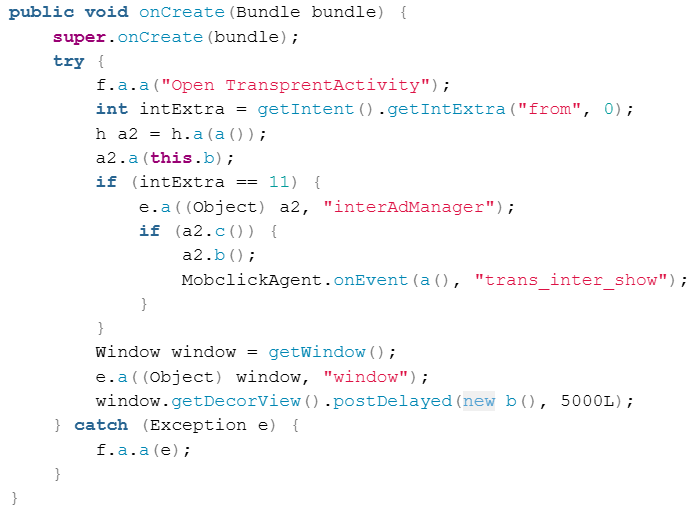 public void onCreate(Bundle bundle) {
    super.onCreate(bundle);
    try {
        f.a.a("Open TransprentActivity");
        int intExtra = getIntent().getIntExtra("from", 0);
        h a2 = h.a(a());
        a2.a(this.b);
        if (intExtra == 11) {
            e.a((Object) a2, "interAdManager");
            if (a2.c()) {
                a2.b();
                MobclickAgent.onEvent(a(), "trans_inter_show");
            }
        }
        Window window = getWindow();
        e.a((Object) window, "window");
        window.getDecorView().postDelayed(new b(), 5000L);
    } catch (Exception e) {
        f.a.a(e);
    }
}